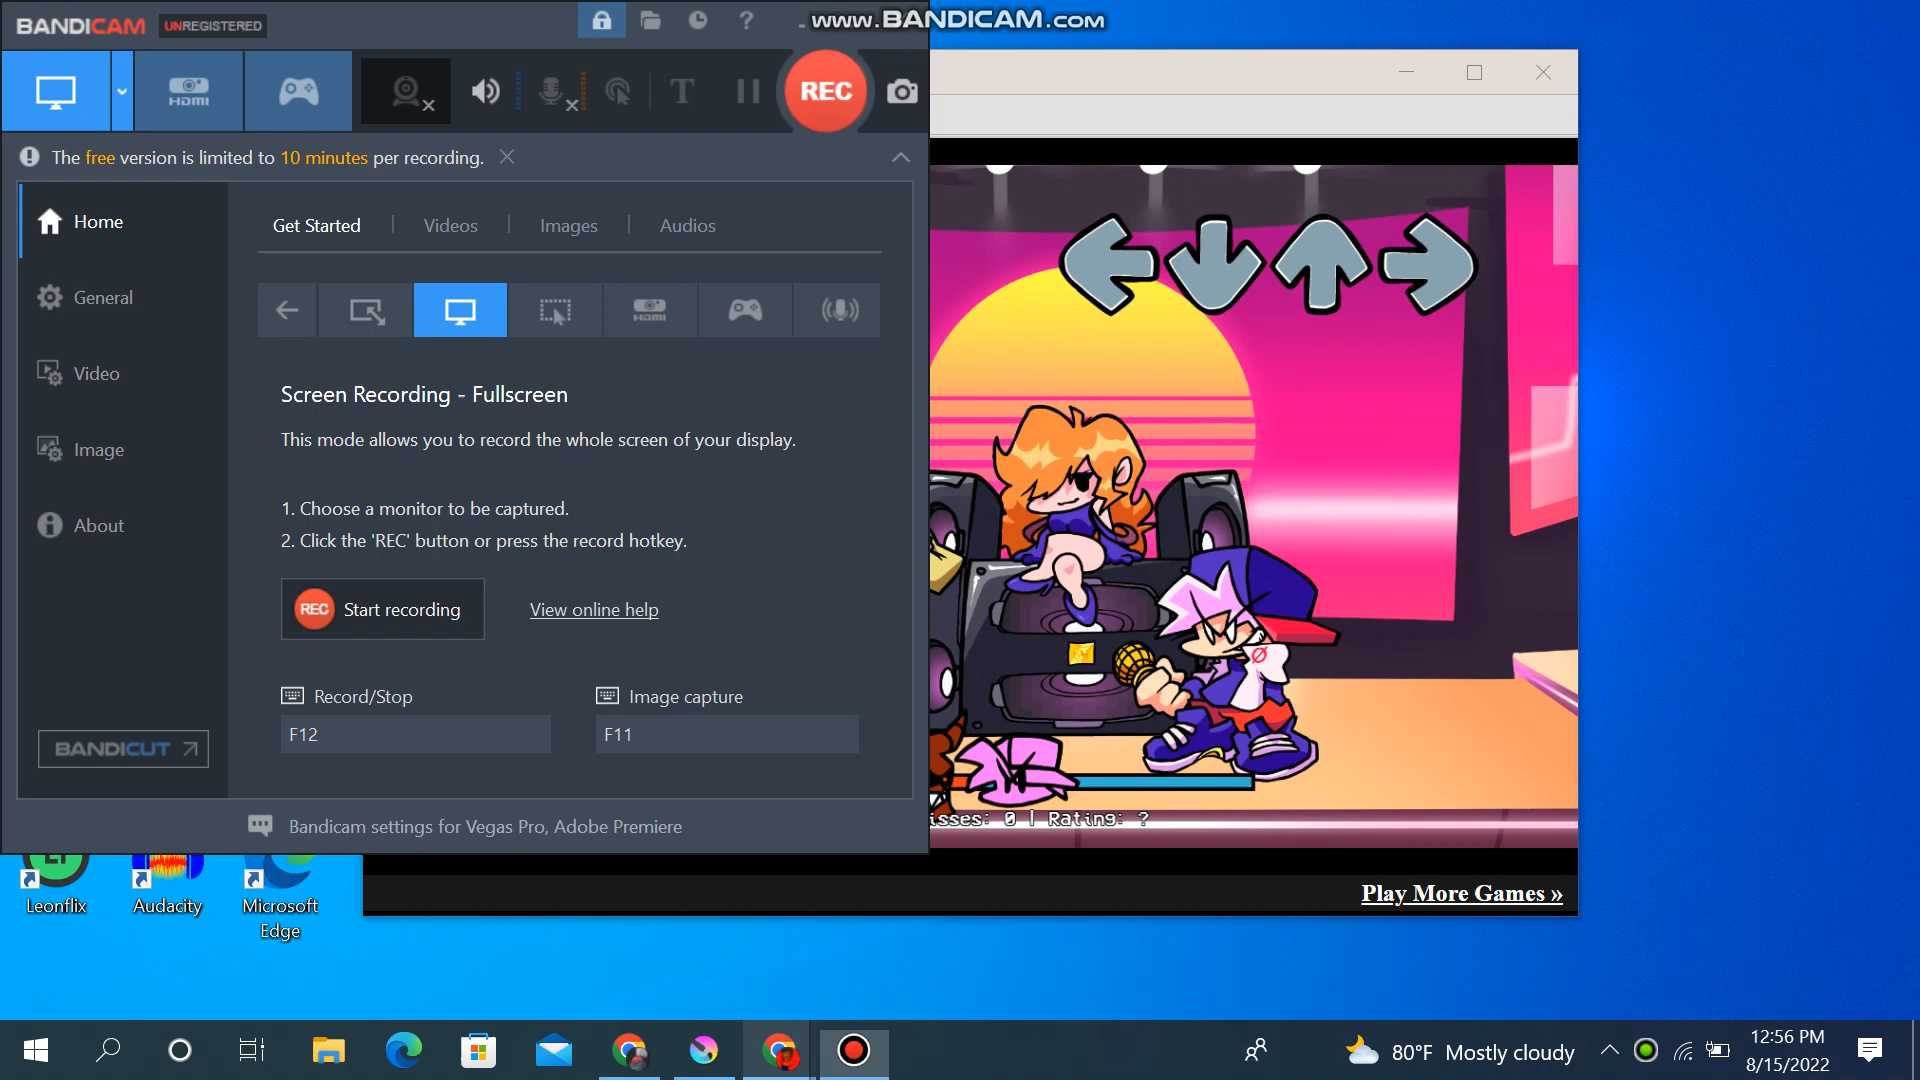 BANDICAM UNREGISTERED
www.BANDICAM.com
HDMI
REC
The free version is limited to 10 minutes per recording.
Home
General
Video
Image
About
BANDICUT
Get Started
Videos
Images
Audios
HDMI
Screen Recording - Fullscreen
This mode allows you to record the whole screen of your display.
1. Choose a monitor to be captured.
2. Click the 'REC' button or press the record hotkey.
REC Start recording
View online help
Record/Stop
Image capture
F12
F11
Bandicam settings for Vegas Pro, Adobe Premiere
isses: 0 | Rating: ?
Play More Games »
Leonflix
Audacity
Microsoft
Edge
80°F Mostly cloudy
12:56 PM
8/15/2022